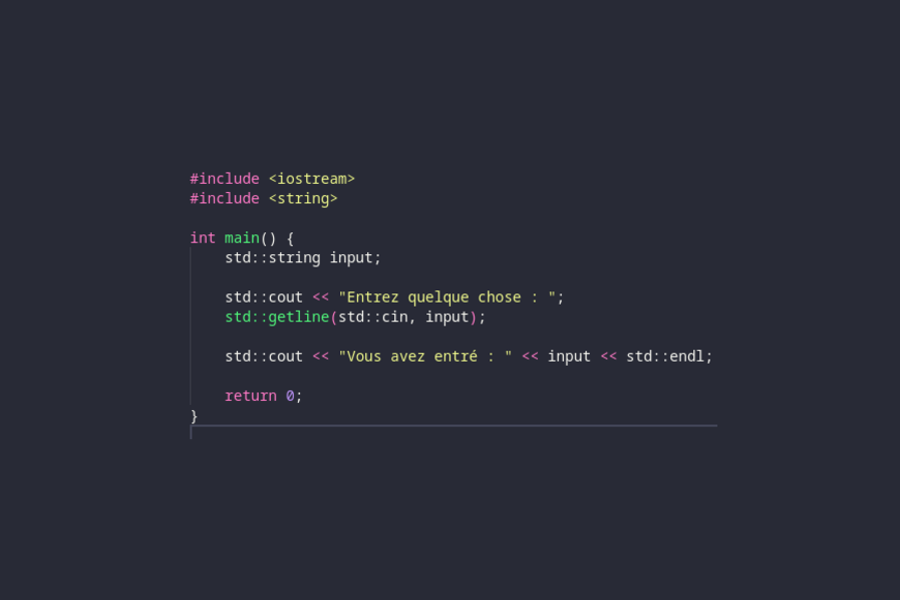 #include <iostream>
#include <string>
int main() {
    std::string input;
    std::cout << "Entrez quelque chose : ";
    std::getline(std::cin, input);
    std::cout << "Vous avez entré : " << input << std::endl;
    return 0;
}